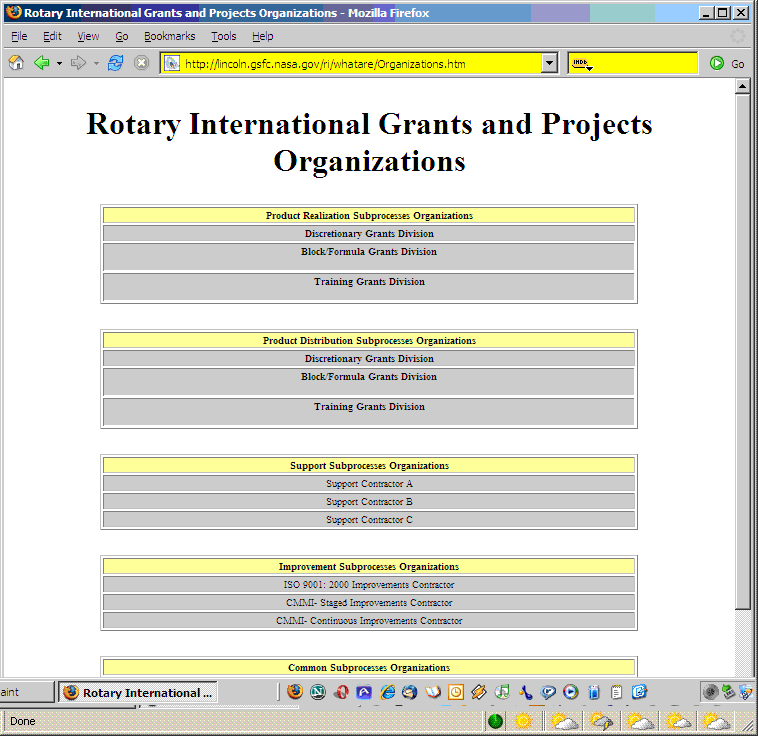 Rotary International Grants and Projects Organizations - Mozilla Firefox
File Edit View Go Bookmarks Tools Help
http://lincoln.gsfc.nasa.gov/ri/whatare/Organizations.htm
IMDb
Go
Rotary International Grants and Projects
Organizations
Product Realization Subprocesses Organizations
Discretionary Grants Division
Block/Formula Grants Division
Training Grants Division
Product Distribution Subprocesses Organizations
Discretionary Grants Division
Block/Formula Grants Division
Training Grants Division
Support Subprocesses Organizations
Support Contractor A
Support Contractor B
Support Contractor C
Improvement Subprocesses Organizations
ISO 9001: 2000 Improvements Contractor
CMMI- Staged Improvements Contractor
CMMI- Continuous Improvements Contractor
Common Subprocesses Organizations
aint
Rotary International ...
Done